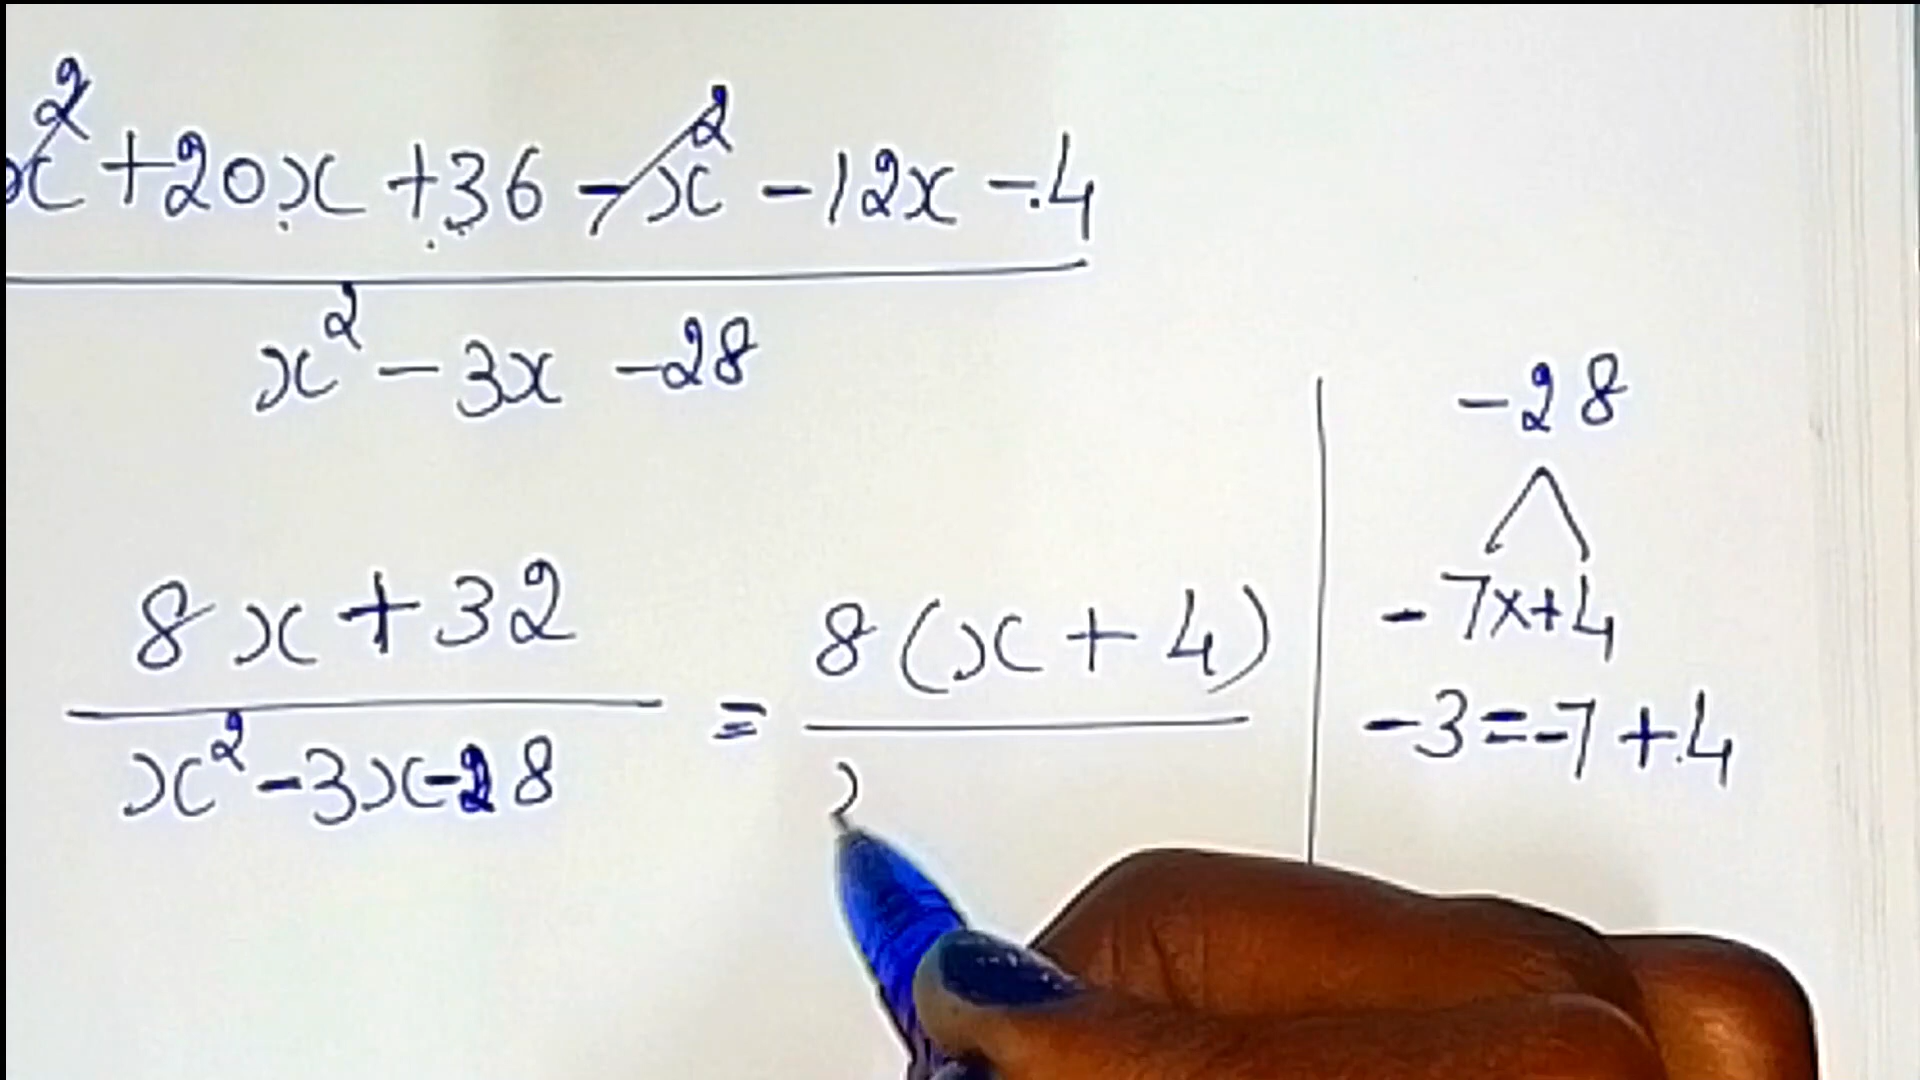 x² +20x +36 -x² -12x -4
x² - 3x -28
-28
8x+32 = 8(x+4)
-7x+4
x²-3x-28
-3=-7+4